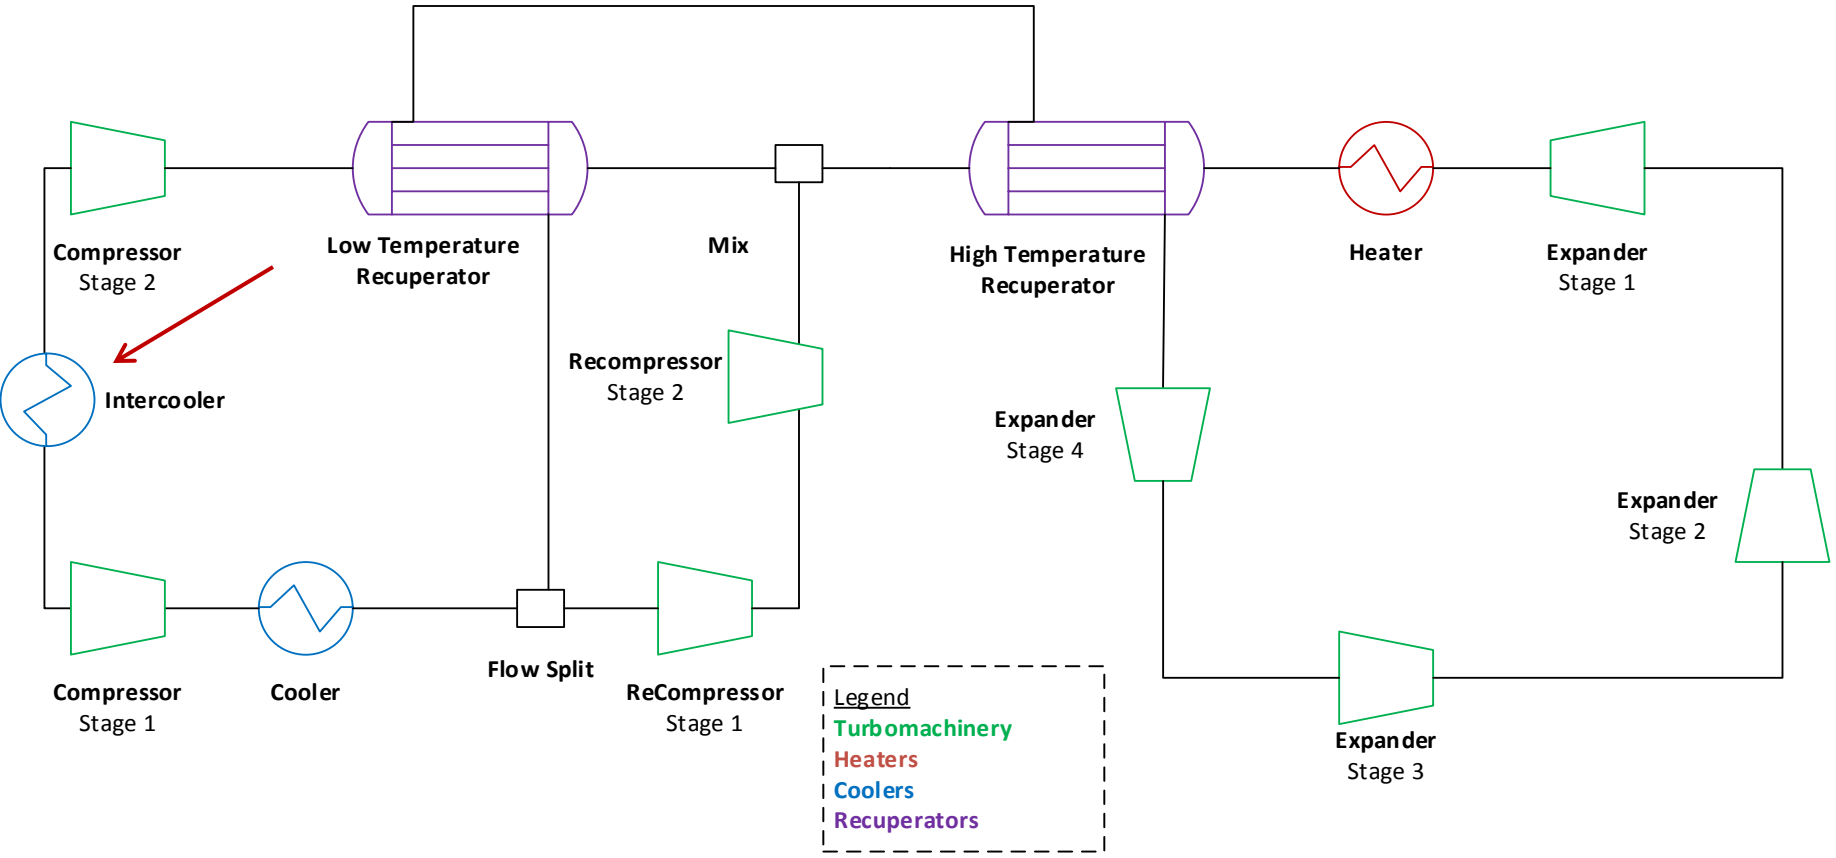 Compressor
Stage 2
Low Temperature
Recuperator
Mix
High Temperature
Recuperator
Heater
Expander
Stage 1
Intercooler
Recompressor
Stage 2
Expander
Stage 4
Expander
Stage 2
Compressor
Stage 1
Cooler
Flow Split
ReCompressor
Stage 1
Expander
Stage 3
Legend
Turbomachinery
Heaters
Coolers
Recuperators